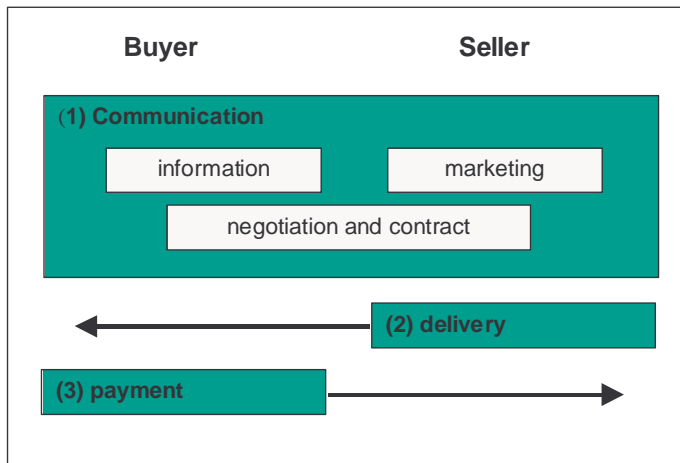 Buyer
Seller
(1) Communication
information
marketing
negotiation and contract
(2) delivery
(3) payment